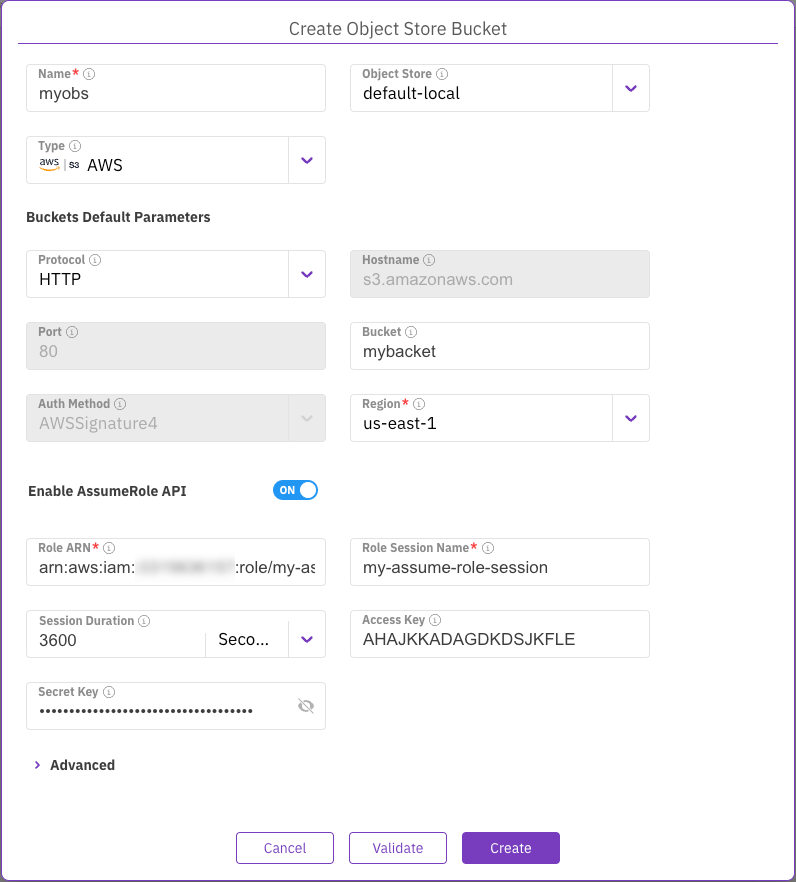 Create Object Store Bucket
Name*
myobs
Object Store
default-local
Type
aws | S3 AWS
Buckets Default Parameters
Protocol
HTTP
Hostname
s3.amazonaws.com
Port
80
Bucket
mybacket
Auth Method
AWSSignature4
Region*
us-east-1
Enable AssumeRole API
ON
Role ARN*
arn:aws:iam: :role/my-as
Role Session Name*
my-assume-role-session
Session Duration
3600 Seco...
Access Key
AHAJKKADAGDKDSJKFLE
Secret Key
••••••••••••••••••••••••••••••••••••
Advanced
Cancel Validate Create